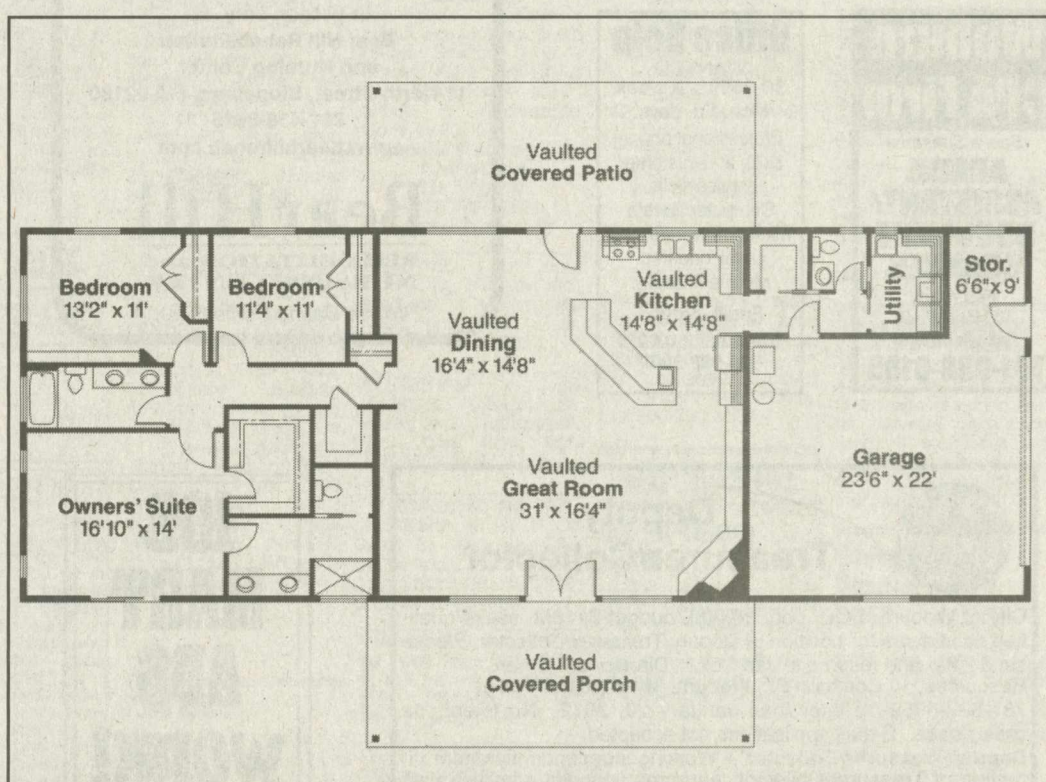 Vaulted
Covered Patio
Bedroom
13'2" x 11'
Bedroom
11'4" x 11'
Vaulted
Dining
16'4" x 14'8"
Vaulted
Kitchen
14'8" x 14'8"
Utility
Stor.
6'6" x 9'
Owners' Suite
16'10" x 14'
Vaulted
Great Room
31' x 16'4"
Garage
23'6" x 22'
Vaulted
Covered Porch